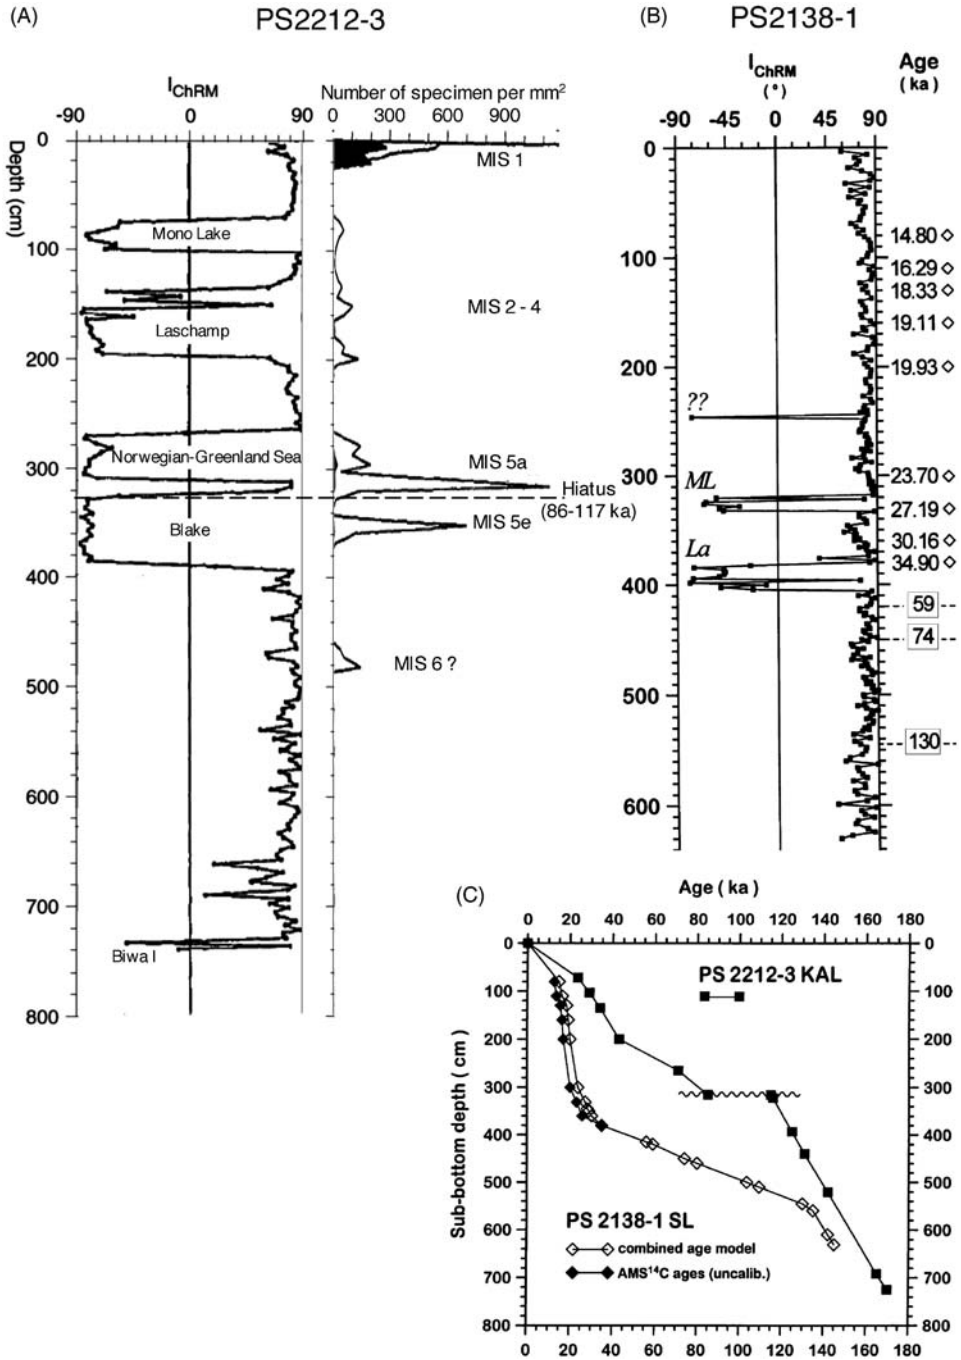 (A)
PS2212-3
I ChRM
-90 0 90
Number of specimen per mm²
0 300 600 900
Depth (cm)
0
100
200
300
400
500
600
700
800
Mono Lake
Laschamp
Norwegian-Greenland Sea
Blake
Biwa I
MIS 1
MIS 2 - 4
MIS 5a
Hiatus
(86-117 ka)
MIS 5e
MIS 6 ?
(B)
PS2138-1
I ChRM
(°)
-90 -45 0 45 90
Age
( ka)
0
100
200
300
400
500
600
??
ML
La
14.80
16.29
18.33
19.11
19.93
23.70
27.19
30.16
34.90
59
74
130
(C)
Age ( ka)
0 20 40 60 80 100 120 140 160 180
Sub-bottom depth ( cm)
0
100
200
300
400
500
600
700
800
PS 2212-3 KAL
PS 2138-1 SL
combined age model
AMS¹⁴C ages (uncalib.)
0
100
200
300
400
500
600
700
800
0 20 40 60 80 100 120 140 160 180